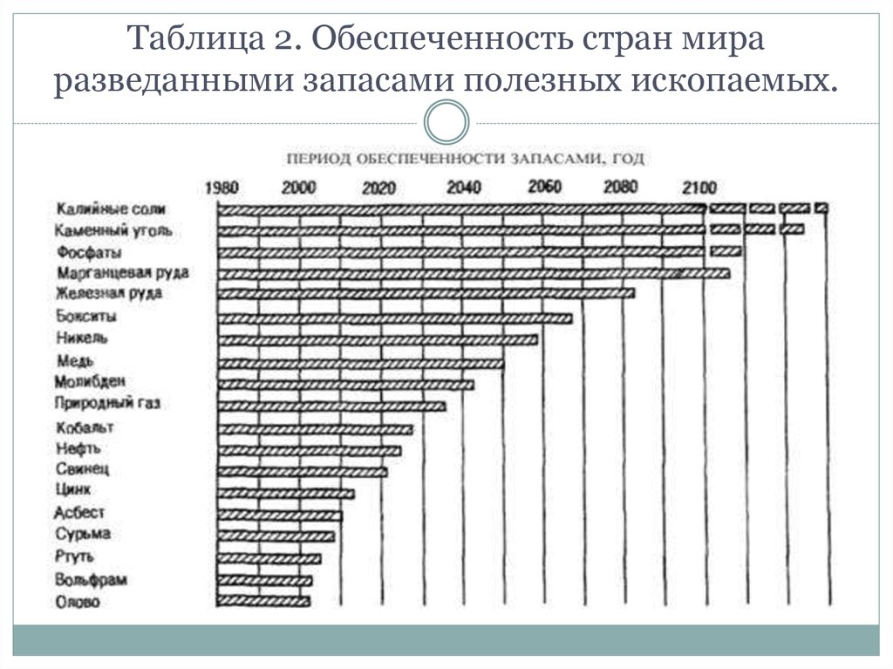 Таблица 2. Обеспеченность стран мира
разведанными запасами полезных ископаемых.
ПЕРИОД ОБЕСПЕЧЕННОСТИ ЗАПАСАМИ, ГОД
1980 2000 2020 2040 2060 2080 2100
Калийные соли
Каменный уголь
Фосфаты
Марганцевая руда
Железная руда
Бокситы
Никель
Медь
Молибден
Природный газ
Кобальт
Нефть
Свинец
Цинк
Асбест
Сурьма
Ртуть
Вольфрам
Олово